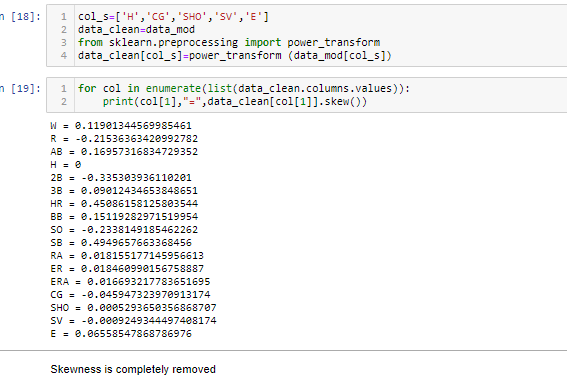 n [18]:
1 col_s=['H','CG','SHO','SV','E']
2 data_clean=data_mod
3 from sklearn.preprocessing import power_transform
4 data_clean[col_s]=power_transform (data_mod[col_s])
n [19]:
1 for col in enumerate(list(data_clean.columns.values)):
2 print(col[1],"=",data_clean[col[1]].skew())
W = 0.11901344569985461
R = -0.21536363420992782
AB = 0.16957316834729352
H = 0
2B = -0.335303936110201
3B = 0.09012434653848651
HR = 0.45086158125803544
BB = 0.15119282971519954
SO = -0.2338149185462262
SB = 0.4949657663368456
RA = 0.018155177145956613
ER = 0.018460990156758887
ERA = 0.016693217783651695
CG = -0.045947323970913174
SHO = 0.0005293650356868707
SV = -0.0009249344497408174
E = 0.06558547868786976
Skewness is completely removed